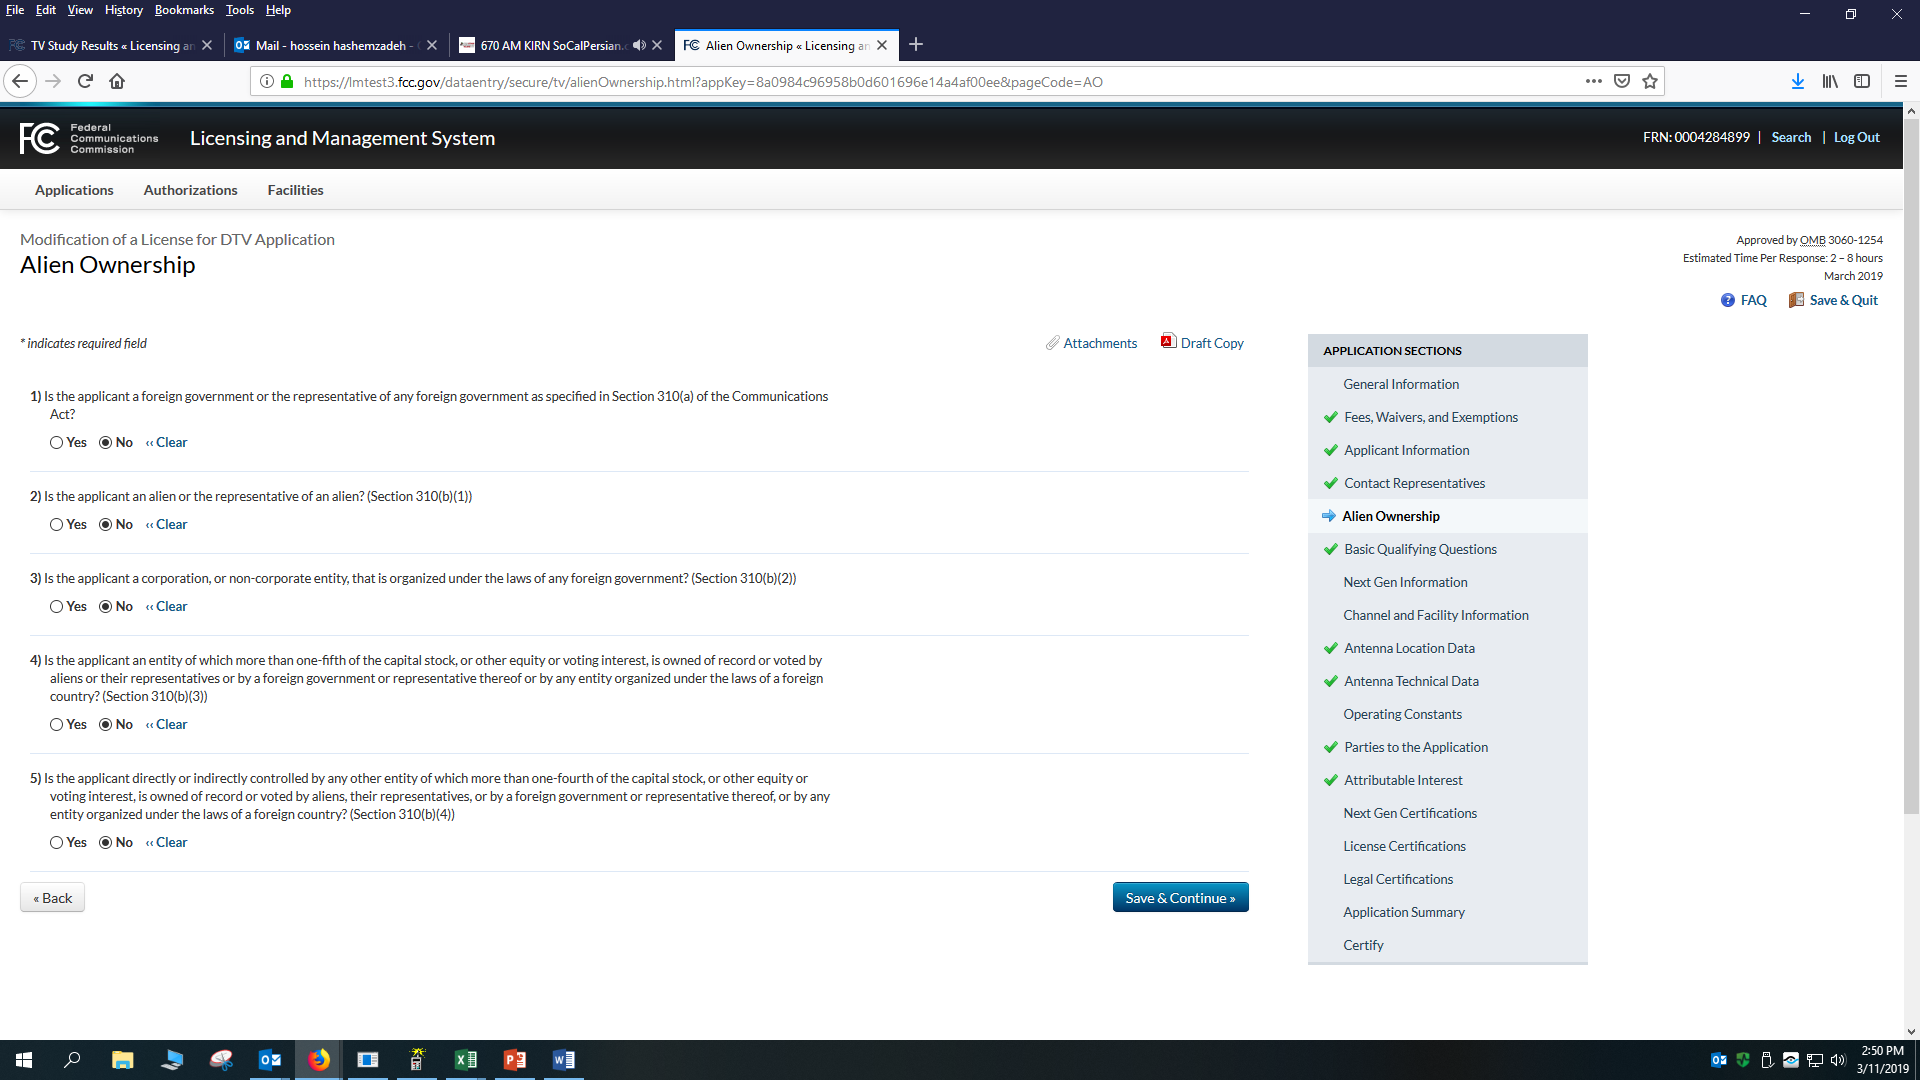 File Edit View History Bookmarks Tools Help
TV Study Results « Licensing an
Mail - hossein hashemzadeh -
670 AM KIRN SoCalPersian.
Alien Ownership « Licensing an
https://lmtest3.fcc.gov/dataentry/secure/tv/alienOwnership.html?appKey=8a0984c96958b0d601696e14a4af00ee&pageCode=AO
FC Federal
Communications
Commission
Licensing and Management System
FRN: 0004284899 | Search | Log Out
Applications Authorizations Facilities
Modification of a License for DTV Application
Alien Ownership
Approved by OMB 3060-1254
Estimated Time Per Response: 2 – 8 hours
March 2019
FAQ Save & Quit
* indicates required field
Attachments Draft Copy
1) Is the applicant a foreign government or the representative of any foreign government as specified in Section 310(a) of the Communications
Act?
Yes No ‹‹ Clear
2) Is the applicant an alien or the representative of an alien? (Section 310(b)(1))
Yes No ‹‹ Clear
3) Is the applicant a corporation, or non-corporate entity, that is organized under the laws of any foreign government? (Section 310(b)(2))
Yes No ‹‹ Clear
4) Is the applicant an entity of which more than one-fifth of the capital stock, or other equity or voting interest, is owned of record or voted by
aliens or their representatives or by a foreign government or representative thereof or by any entity organized under the laws of a foreign
country? (Section 310(b)(3))
Yes No ‹‹ Clear
5) Is the applicant directly or indirectly controlled by any other entity of which more than one-fourth of the capital stock, or other equity or
voting interest, is owned of record or voted by aliens, their representatives, or by a foreign government or representative thereof, or by any
entity organized under the laws of a foreign country? (Section 310(b)(4))
Yes No ‹‹ Clear
« Back
Save & Continue »
APPLICATION SECTIONS
General Information
Fees, Waivers, and Exemptions
Applicant Information
Contact Representatives
Alien Ownership
Basic Qualifying Questions
Next Gen Information
Channel and Facility Information
Antenna Location Data
Antenna Technical Data
Operating Constants
Parties to the Application
Attributable Interest
Next Gen Certifications
License Certifications
Legal Certifications
Application Summary
Certify
2:50 PM
3/11/2019